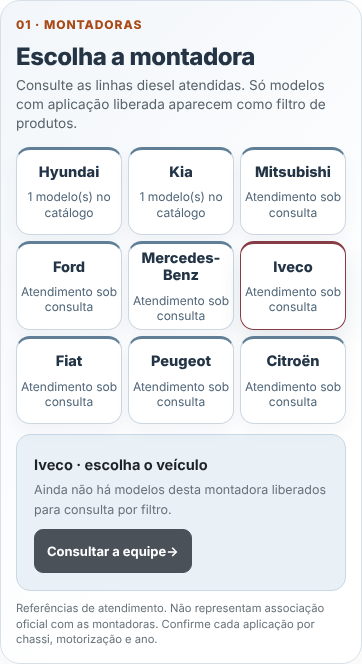 01 · MONTADORAS
Escolha a montadora
Consulte as linhas diesel atendidas. Só modelos
com aplicação liberada aparecem como filtro de
produtos.
Hyundai
1 modelo(s) no
catálogo
Kia
1 modelo(s) no
catálogo
Mitsubishi
Atendimento sob
consulta
Ford
Atendimento sob
consulta
Mercedes-
Benz
Atendimento sob
consulta
Iveco
Atendimento sob
consulta
Fiat
Atendimento sob
consulta
Peugeot
Atendimento sob
consulta
Citroën
Atendimento sob
consulta
Iveco · escolha o veículo
Ainda não há modelos desta montadora liberados
para consulta por filtro.
Consultar a equipe→
Referências de atendimento. Não representam associação
oficial com as montadoras. Confirme cada aplicação por
chassi, motorização e ano.